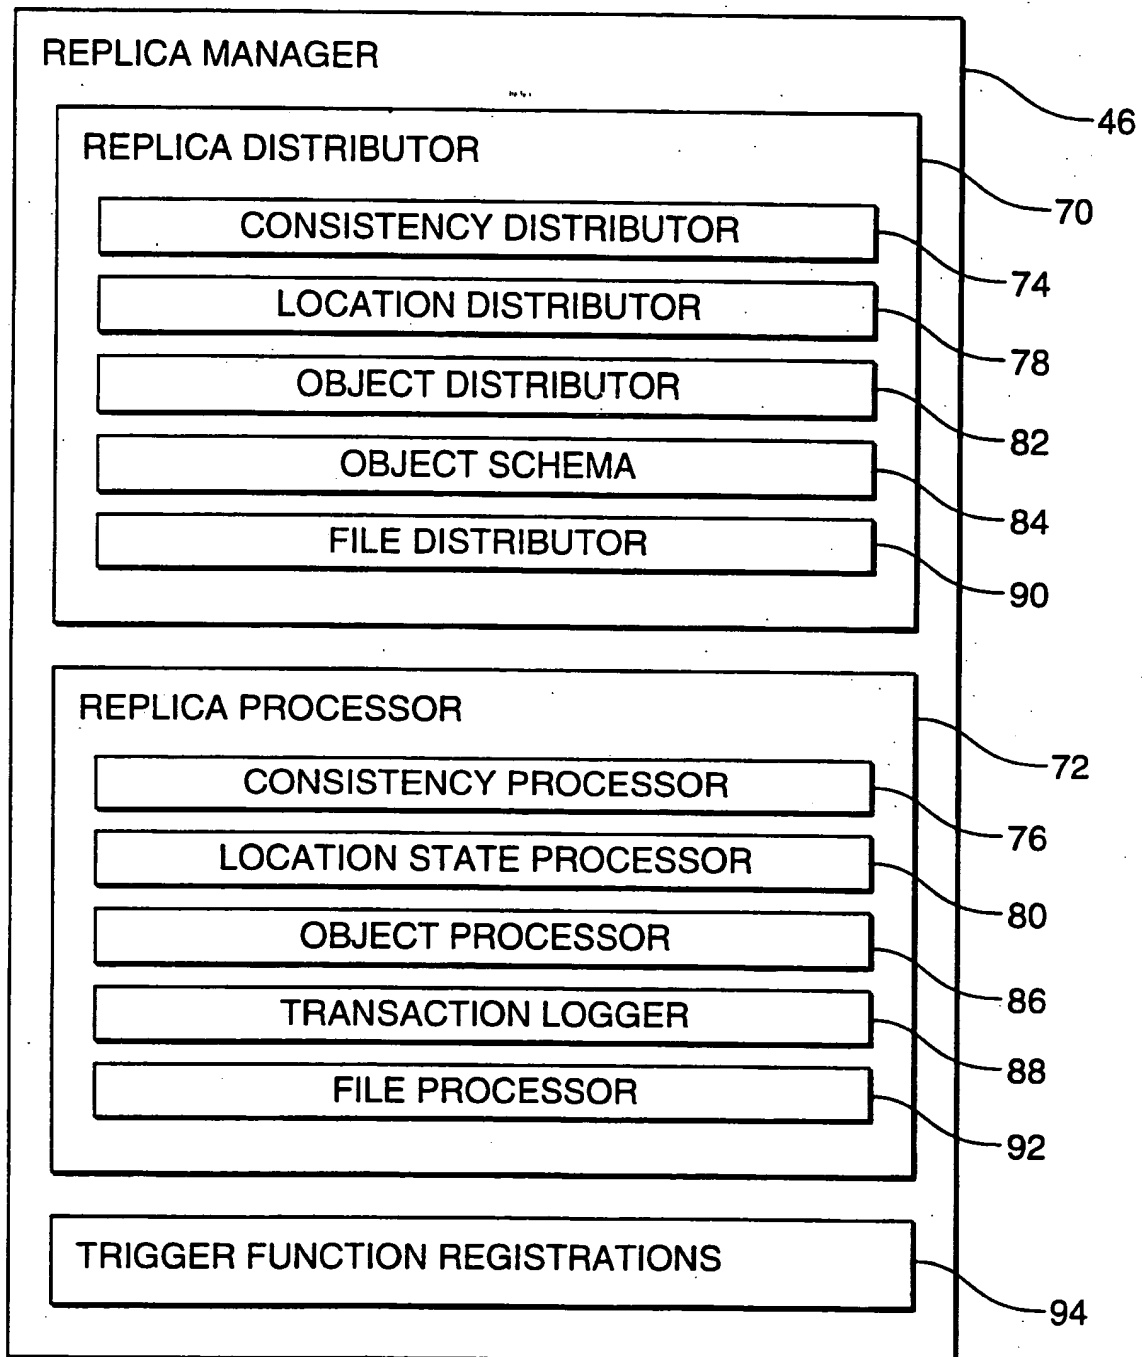 REPLICA MANAGER
46
REPLICA DISTRIBUTOR
70
CONSISTENCY DISTRIBUTOR
74
LOCATION DISTRIBUTOR
78
OBJECT DISTRIBUTOR
82
OBJECT SCHEMA
84
FILE DISTRIBUTOR
90
REPLICA PROCESSOR
72
CONSISTENCY PROCESSOR
76
LOCATION STATE PROCESSOR
80
OBJECT PROCESSOR
86
TRANSACTION LOGGER
88
FILE PROCESSOR
92
TRIGGER FUNCTION REGISTRATIONS
94